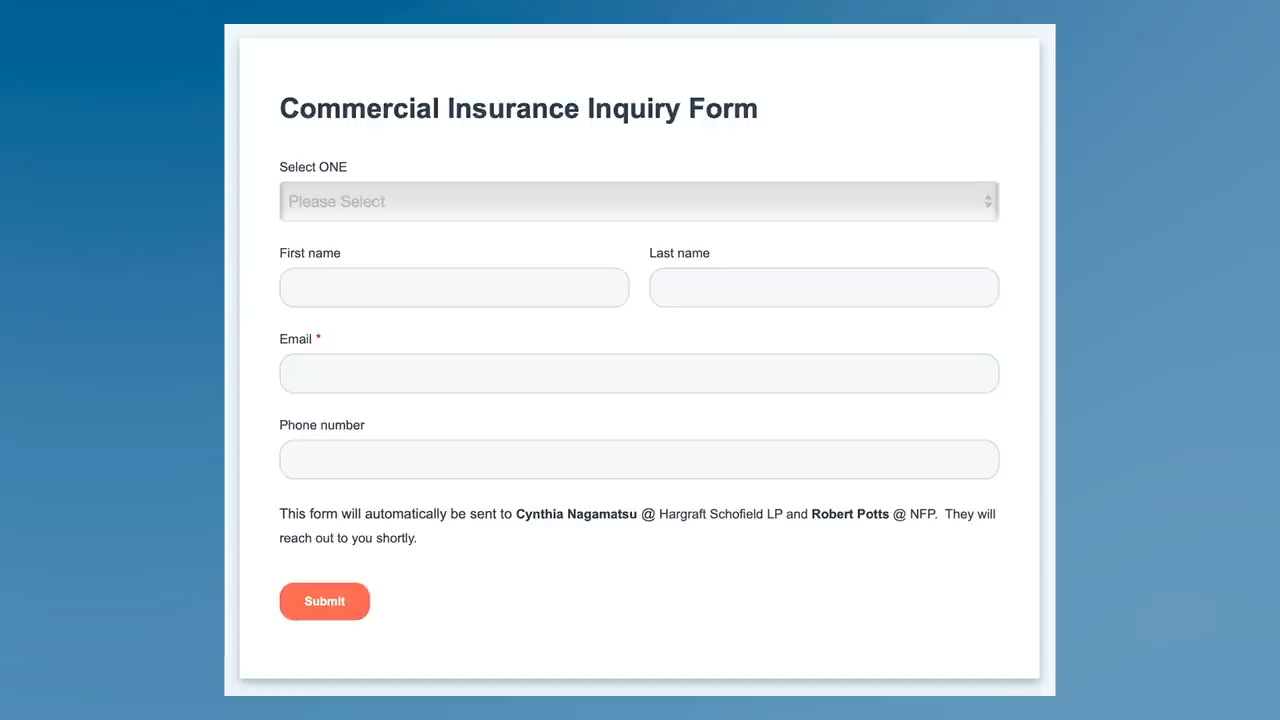 Commercial Insurance Inquiry Form
Select ONE
Please Select
First name
Last name
Email *
Phone number
This form will automatically be sent to Cynthia Nagamatsu @ Hargraft Schofield LP and Robert Potts @ NFP.  They will
reach out to you shortly.
Submit